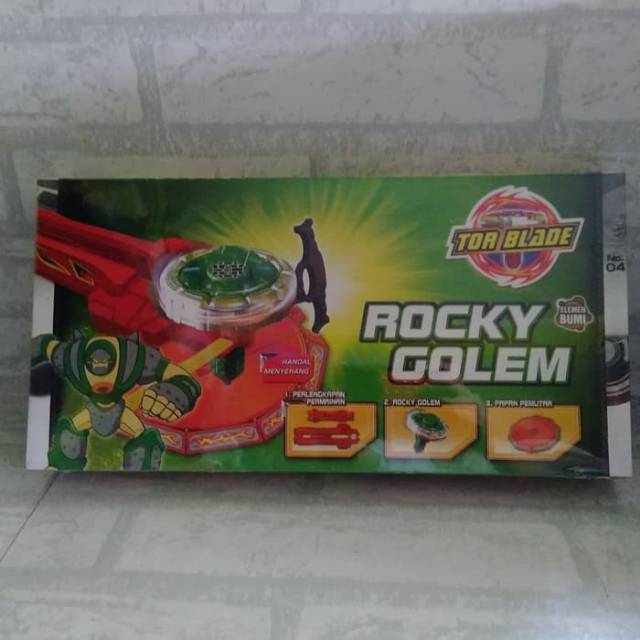 TOR BLADE
No.
04
ROCKY
GOLEM
ELEMEN
BUMI
HANDAL
MENYERANG
1. PERLENGKAPAN
PERMAINAN
2. ROCKY GOLEM
3. PAPAN PEMUTAR